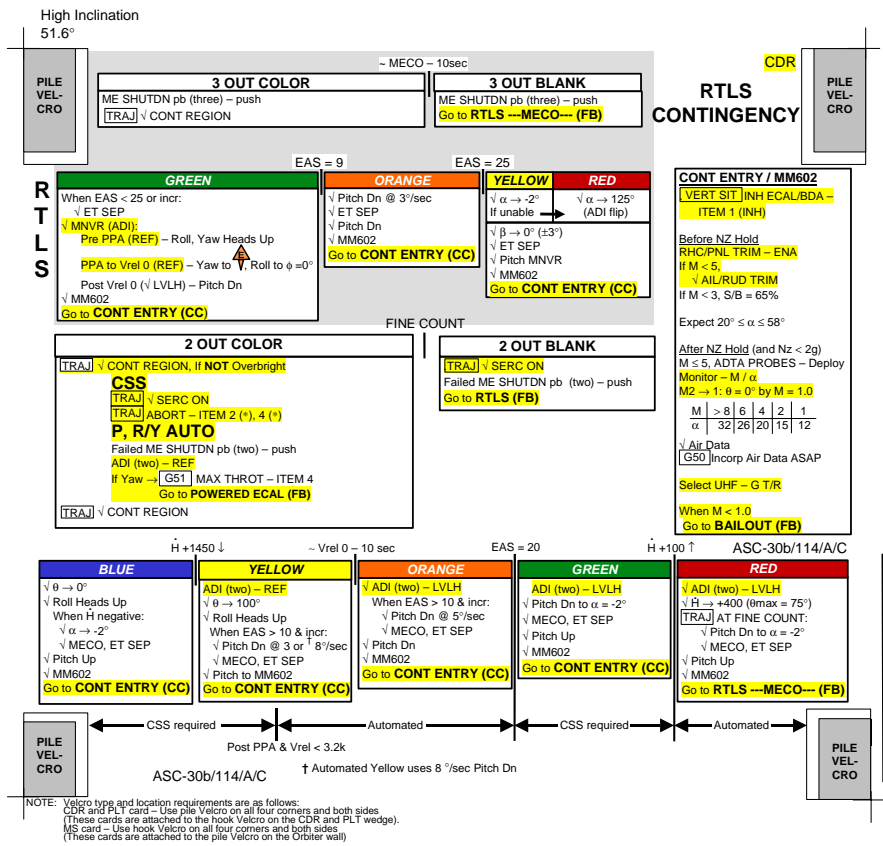 High Inclination
51.6°
PILE
VEL-
CRO
~ MECO – 10sec
CDR
PILE
VEL-
CRO
3 OUT COLOR
ME SHUTDN pb (three) – push
TRAJ √ CONT REGION
3 OUT BLANK
ME SHUTDN pb (three) – push
Go to RTLS ---MECO--- (FB)
RTLS
CONTINGENCY
R
T
L
S
EAS = 9
EAS = 25
GREEN
When EAS < 25 or incr:
√ ET SEP
√ MNVR (ADI):
Pre PPA (REF) – Roll, Yaw Heads Up
PPA to Vrel 0 (REF) – Yaw to E, Roll to ϕ =0°
Post Vrel 0 (√ LVLH) – Pitch Dn
√ MM602
Go to CONT ENTRY (CC)
ORANGE
√ Pitch Dn @ 3°/sec
√ ET SEP
√ Pitch Dn
√ MM602
Go to CONT ENTRY (CC)
YELLOW
√ α → -2°
If unable
RED
√ α → 125°
(ADI flip)
√ β → 0° (±3°)
√ ET SEP
√ Pitch MNVR
√ MM602
Go to CONT ENTRY (CC)
CONT ENTRY / MM602
VERT SIT INH ECAL/BDA –
ITEM 1 (INH)
Before NZ Hold
RHC/PNL TRIM – ENA
If M < 5,
√ AIL/RUD TRIM
If M < 3, S/B = 65%
Expect 20° ≤ α ≤ 58°
After NZ Hold (and Nz < 2g)
M ≤ 5, ADTA PROBES – Deploy
Monitor – M / α
M2 → 1: θ = 0° by M = 1.0
M > 8 6 4 2 1
α 32 26 20 15 12
√ Air Data
G50 Incorp Air Data ASAP
Select UHF – G T/R
When M < 1.0
Go to BAILOUT (FB)
FINE COUNT
2 OUT COLOR
TRAJ √ CONT REGION, If NOT Overbright
CSS
TRAJ √ SERC ON
TRAJ ABORT – ITEM 2 (*), 4 (*)
P, R/Y AUTO
Failed ME SHUTDN pb (two) – push
ADI (two) – REF
If Yaw → G51 MAX THROT – ITEM 4
Go to POWERED ECAL (FB)
TRAJ √ CONT REGION
2 OUT BLANK
TRAJ √ SERC ON
Failed ME SHUTDN pb (two) – push
Go to RTLS (FB)
Ḣ +1450 ↓
~ Vrel 0 – 10 sec
EAS = 20
Ḣ +100 ↑
ASC-30b/114/A/C
BLUE
√ θ → 0°
√ Roll Heads Up
When Ḣ negative:
√ α → -2°
√ MECO, ET SEP
√ Pitch Up
√ MM602
Go to CONT ENTRY (CC)
YELLOW
ADI (two) – REF
√ θ → 100°
√ Roll Heads Up
When EAS > 10 & incr:
√ Pitch Dn @ 3 or † 8°/sec
√ MECO, ET SEP
√ Pitch to MM602
Go to CONT ENTRY (CC)
ORANGE
√ ADI (two) – LVLH
When EAS > 10 & incr:
√ Pitch Dn @ 5°/sec
√ MECO, ET SEP
√ Pitch Dn
√ MM602
Go to CONT ENTRY (CC)
GREEN
ADI (two) – LVLH
√ Pitch Dn to α = -2°
√ MECO, ET SEP
√ Pitch Up
√ MM602
Go to CONT ENTRY (CC)
RED
√ ADI (two) – LVLH
√ Ḣ → +400 (θmax = 75°)
TRAJ AT FINE COUNT:
√ Pitch Dn to α = -2°
√ MECO, ET SEP
√ Pitch Up
√ MM602
Go to RTLS ---MECO--- (FB)
PILE
VEL-
CRO
CSS required
Automated
CSS required
Automated
PILE
VEL-
CRO
Post PPA & Vrel < 3.2k
ASC-30b/114/A/C
† Automated Yellow uses 8 °/sec Pitch Dn
NOTE: Velcro type and location requirements are as follows:
CDR and PLT card – Use pile Velcro on all four corners and both sides
(These cards are attached to the hook Velcro on the CDR and PLT wedge).
MS card – Use hook Velcro on all four corners and both sides
(These cards are attached to the pile Velcro on the Orbiter wall)